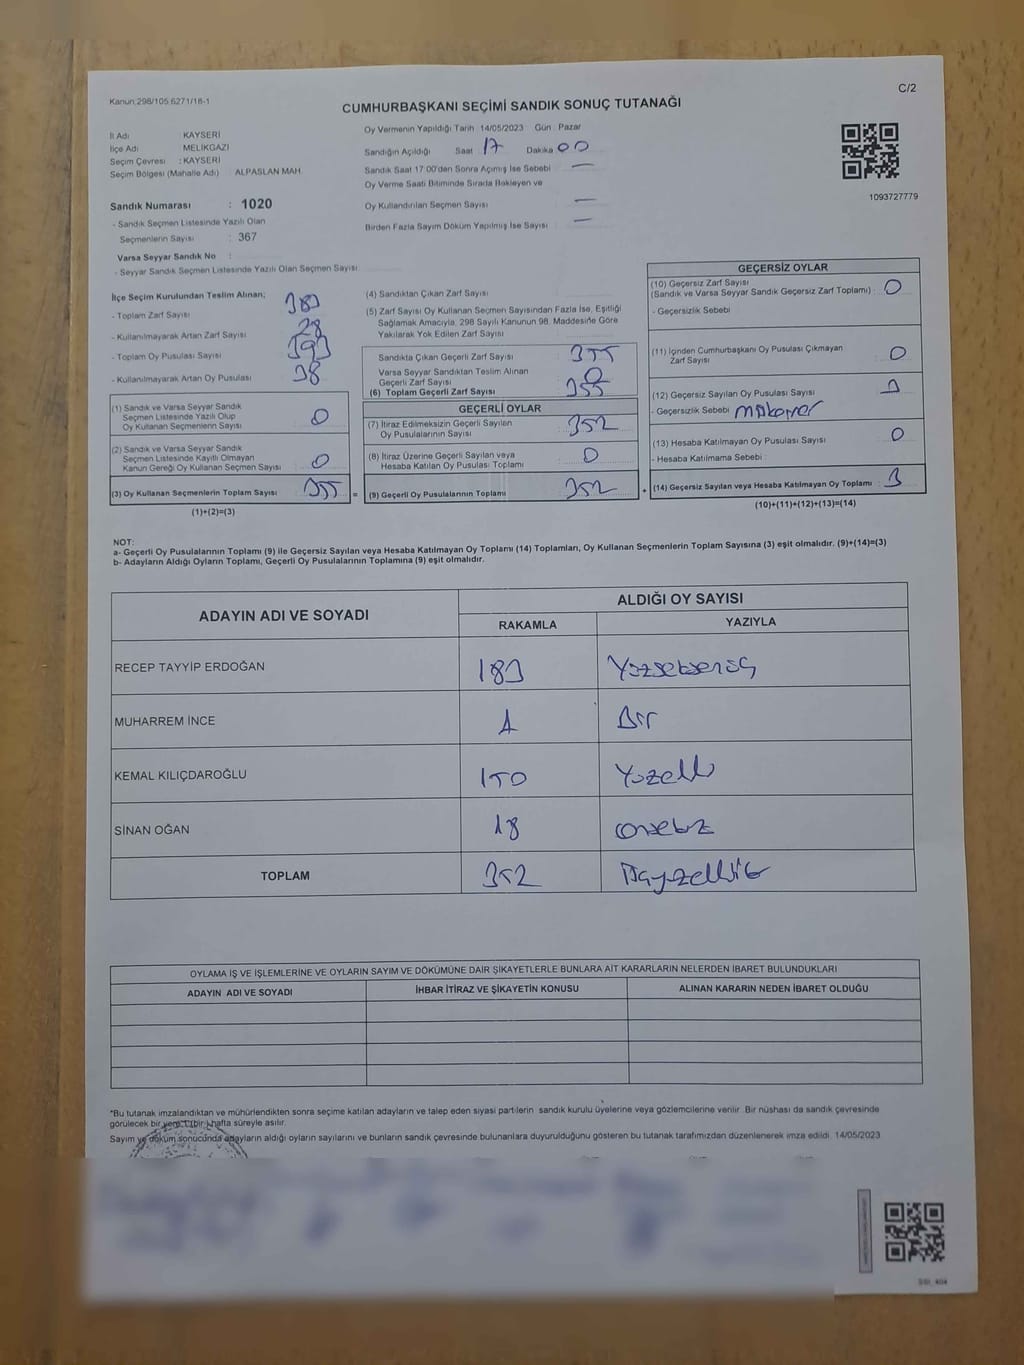 Kanun:298/105 6271/18-1
C/2
CUMHURBAŞKANI SEÇİMİ SANDIK SONUÇ TUTANAĞI
İl Adı KAYSERİ
İlçe Adı MELİKGAZİ
Seçim Çevresi : KAYSERİ
Seçim Bölgesi (Mahalle Adı) ALPASLAN MAH.
Oy Vermenin Yapıldığı Tarih 14/05/2023 Gün Pazar
Sandığın Açıldığı Saat 17 Dakika 00
Sandık Saat 17:00'den Sonra Açımış İse Sebebi —
Oy Verme Saati Bitiminde Sırada Bekleyen ve
Oy Kullandırılan Seçmen Sayısı —
Birden Fazla Sayım Döküm Yapılmış İse Sayısı —
1093727779
Sandık Numarası : 1020
- Sandık Seçmen Listesinde Yazılı Olan
Seçmenlerin Sayısı : 367
Varsa Seyyar Sandık No :
- Seyyar Sandık Seçmen Listesinde Yazılı Olan Seçmen Sayısı
İlçe Seçim Kurulundan Teslim Alınan;
- Toplam Zarf Sayısı 383
- Kullanılmayarak Artan Zarf Sayısı 28
- Toplam Oy Pusulası Sayısı 393
- Kullanılmayarak Artan Oy Pusulası 38
(1) Sandık ve Varsa Seyyar Sandık
Seçmen Listesinde Yazılı Olup
Oy Kullanan Seçmenlerin Sayısı 0
(2) Sandık ve Varsa Seyyar Sandık
Seçmen Listesinde Kayıtlı Olmayan
Kanun Gereği Oy Kullanan Seçmen Sayısı 0
(3) Oy Kullanan Seçmenlerin Toplam Sayısı 355 =
(1)+(2)=(3)
(4) Sandıktan Çıkan Zarf Sayısı
(5) Zarf Sayısı Oy Kullanan Seçmen Sayısından Fazla İse, Eşitliği
Sağlamak Amacıyla, 298 Sayılı Kanunun 98. Maddesine Göre
Yakılarak Yok Edilen Zarf Sayısı
Sandıkta Çıkan Geçerli Zarf Sayısı 355
Varsa Seyyar Sandıktan Teslim Alınan
Geçerli Zarf Sayısı 0
(6) Toplam Geçerli Zarf Sayısı 355
GEÇERLİ OYLAR
(7) İtiraz Edilmeksizin Geçerli Sayılan
Oy Pusulalarının Sayısı 352
(8) İtiraz Üzerine Geçerli Sayılan veya
Hesaba Katılan Oy Pusulası Toplamı 0
(9) Geçerli Oy Pusulalarının Toplamı 352 +
GEÇERSİZ OYLAR
(10) Geçersiz Zarf Sayısı
(Sandık ve Varsa Seyyar Sandık Geçersiz Zarf Toplamı) : 0
- Geçersizlik Sebebi
(11) İçinden Cumhurbaşkanı Oy Pusulası Çıkmayan
Zarf Sayısı 0
(12) Geçersiz Sayılan Oy Pusulası Sayısı 3
- Geçersizlik Sebebi
(13) Hesaba Katılmayan Oy Pusulası Sayısı 0
- Hesaba Katılmama Sebebi :
(14) Geçersiz Sayılan veya Hesaba Katılmayan Oy Toplamı : 3
(10)+(11)+(12)+(13)=(14)
NOT:
a- Geçerli Oy Pusulalarının Toplamı (9) ile Geçersiz Sayılan veya Hesaba Katılmayan Oy Toplamı (14) Toplamları, Oy Kullanan Seçmenlerin Toplam Sayısına (3) eşit olmalıdır. (9)+(14)=(3)
b- Adayların Aldığı Oyların Toplamı, Geçerli Oy Pusulalarının Toplamına (9) eşit olmalıdır.
ADAYIN ADI VE SOYADI
ALDIĞI OY SAYISI
RAKAMLA YAZIYLA
RECEP TAYYİP ERDOĞAN 183 Yüzseksenüç
MUHARREM İNCE 1 Bir
KEMAL KILIÇDAROĞLU 150 Yüzelli
SİNAN OĞAN 18 onsekiz
TOPLAM 352 Üçyüzelliiki
OYLAMA İŞ VE İŞLEMLERİNE VE OYLARIN SAYIM VE DÖKÜMÜNE DAİR ŞİKAYETLERLE BUNLARA AİT KARARLARIN NELERDEN İBARET BULUNDUKLARI
ADAYIN ADI VE SOYADI İHBAR İTİRAZ VE ŞİKAYETİN KONUSU ALINAN KARARIN NEDEN İBARET OLDUĞU
*Bu tutanak imzalandıktan ve mühürlendikten sonra seçime katılan adayların ve talep eden siyasi partilerin sandık kurulu üyelerine veya gözlemcilerine verilir. Bir nüshası da sandık çevresinde
görülecek bir yere 1 (bir) hafta süreyle asılır.
Sayım ve döküm sonucunda adayların aldığı oyların sayılarını ve bunların sandık çevresinde bulunanlara duyurulduğunu gösteren bu tutanak tarafımızdan düzenlenerek imza edildi. 14/05/2023